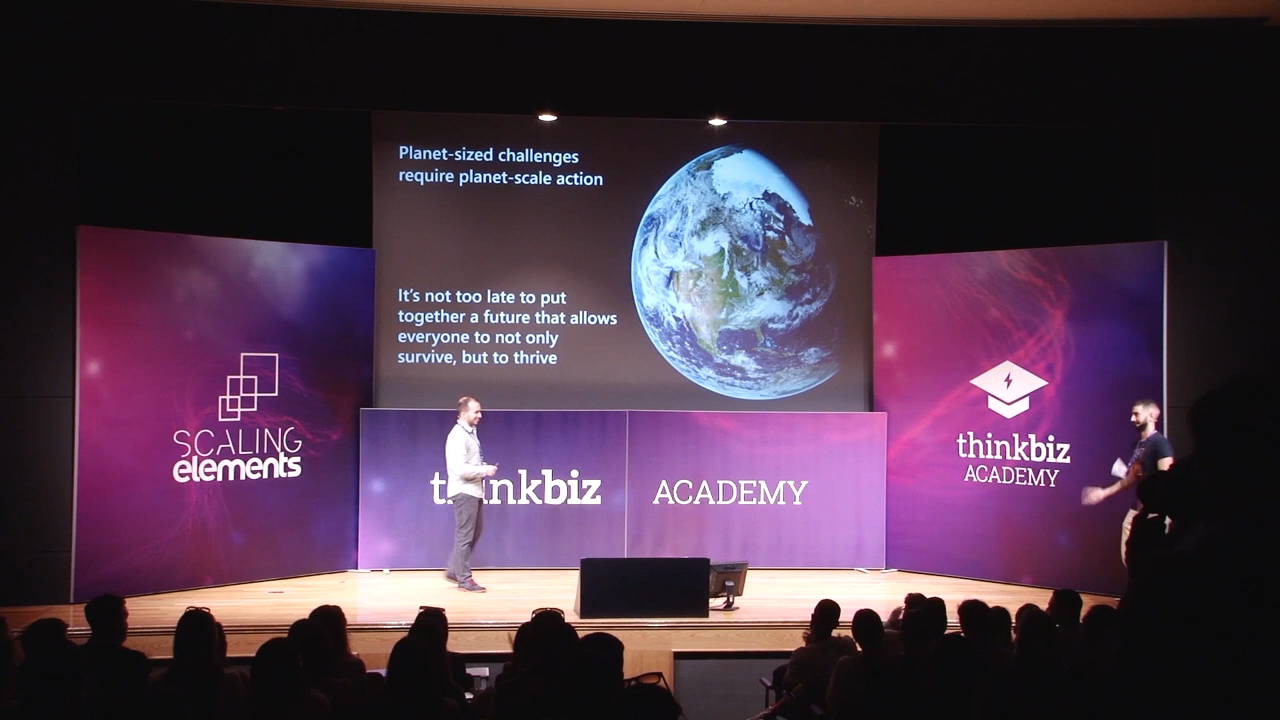 Planet-sized challenges
require planet-scale action
It's not too late to put
together a future that allows
everyone to not only
survive, but to thrive
SCALING
elements
thinkbiz ACADEMY
thinkbiz
ACADEMY